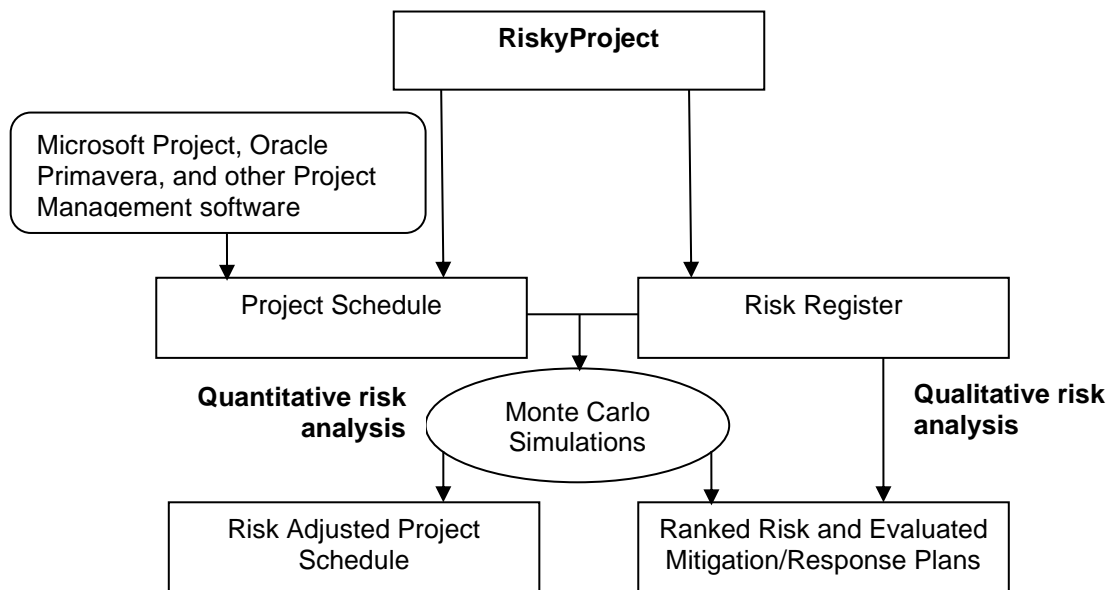 RiskyProject
Microsoft Project, Oracle
Primavera, and other Project
Management software
Project Schedule
Risk Register
Quantitative risk
analysis
Monte Carlo
Simulations
Qualitative risk
analysis
Risk Adjusted Project
Schedule
Ranked Risk and Evaluated
Mitigation/Response Plans